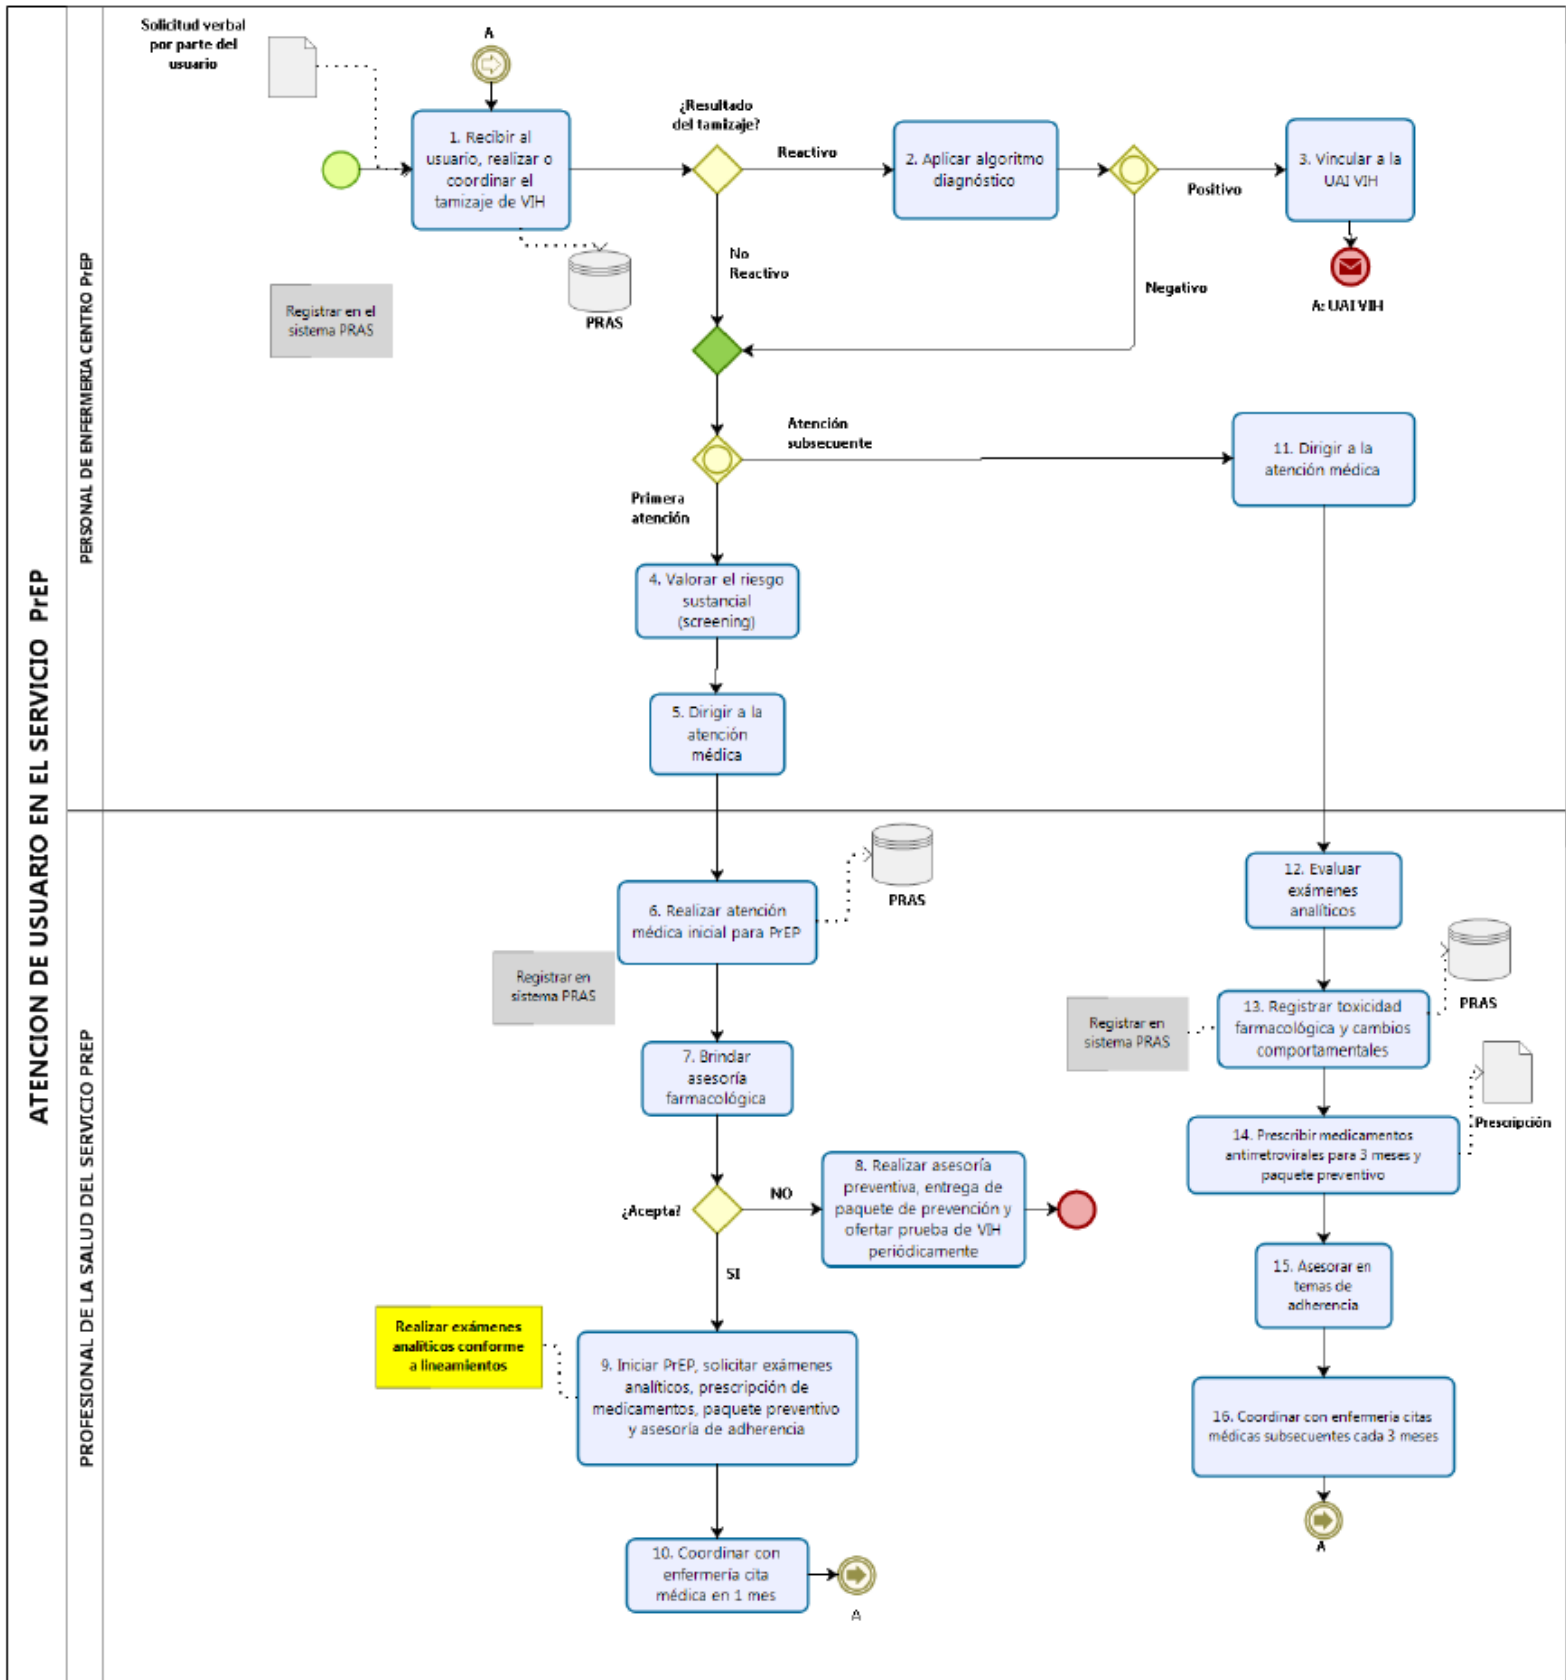 ATENCION DE USUARIO EN EL SERVICIO PrEP
PERSONAL DE ENFERMERIA CENTRO PrEP
Solicitud verbal
por parte del
usuario
A
1. Recibir al
usuario, realizar o
coordinar el
tamizaje de VIH
¿Resultado
del tamizaje?
Reactivo
2. Aplicar algoritmo
diagnóstico
Positivo
3. Vincular a la
UAI VIH
A: UAI VIH
No
Reactivo
Negativo
PRAS
Registrar en el
sistema PRAS
Atención
subsecuente
11. Dirigir a la
atención médica
Primera
atención
4. Valorar el riesgo
sustancial
(screening)
5. Dirigir a la
atención
médica
PROFESIONAL DE LA SALUD DEL SERVICIO PREP
6. Realizar atención
médica inicial para PrEP
PRAS
Registrar en
sistema PRAS
7. Brindar
asesoría
farmacológica
¿Acepta?
NO
8. Realizar asesoría
preventiva, entrega de
paquete de prevención y
ofertar prueba de VIH
periódicamente
SI
Realizar exámenes
analíticos conforme
a lineamientos
9. Iniciar PrEP, solicitar exámenes
analíticos, prescripción de
medicamentos, paquete preventivo
y asesoría de adherencia
10. Coordinar con
enfermería cita
médica en 1 mes
A
12. Evaluar
exámenes
analíticos
PRAS
Registrar en
sistema PRAS
13. Registrar toxicidad
farmacológica y cambios
comportamentales
Prescripción
14. Prescribir medicamentos
antirretrovirales para 3 meses y
paquete preventivo
15. Asesorar en
temas de
adherencia
16. Coordinar con enfermería citas
médicas subsecuentes cada 3 meses
A